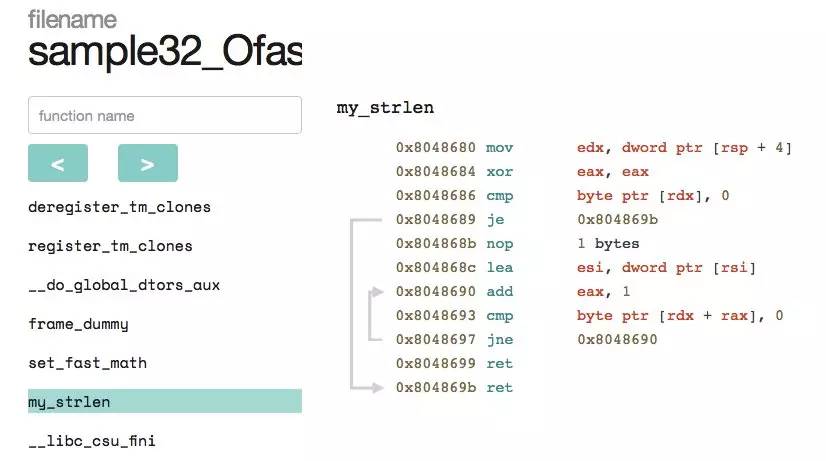 filename
sample32_Ofas
function name
< >
deregister_tm_clones
register_tm_clones
__do_global_dtors_aux
frame_dummy
set_fast_math
my_strlen
__libc_csu_fini
my_strlen
0x8048680 mov edx, dword ptr [rsp + 4]
0x8048684 xor eax, eax
0x8048686 cmp byte ptr [rdx], 0
0x8048689 je 0x804869b
0x804868b nop 1 bytes
0x804868c lea esi, dword ptr [rsi]
0x8048690 add eax, 1
0x8048693 cmp byte ptr [rdx + rax], 0
0x8048697 jne 0x8048690
0x8048699 ret
0x804869b ret